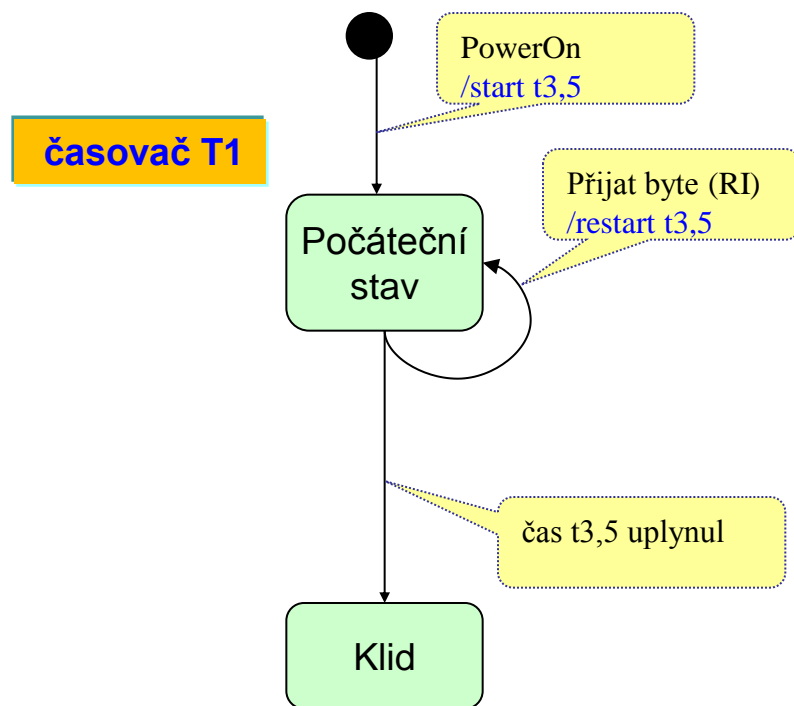 PowerOn
/start t3,5
časovač T1
Přijat byte (RI)
/restart t3,5
Počáteční
stav
čas t3,5 uplynul
Klid